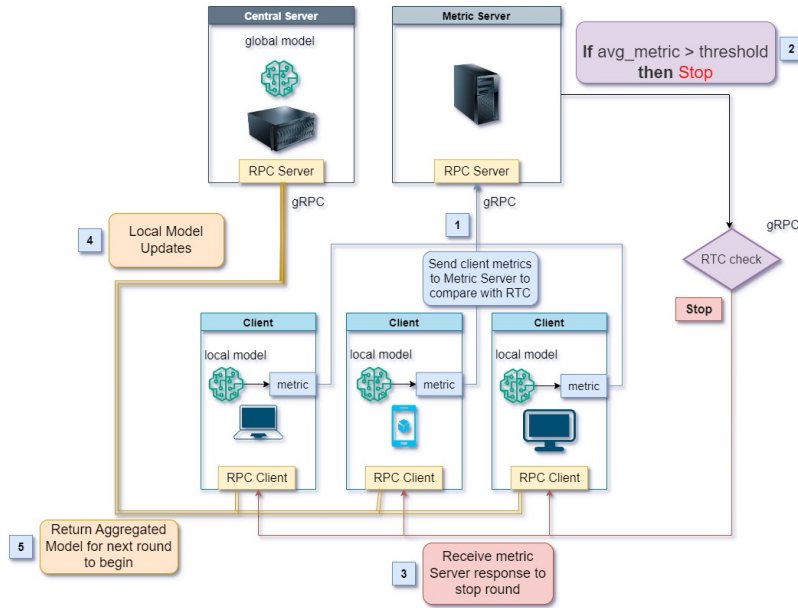 Central Server
global model
RPC Server
gRPC
Metric Server
RPC Server
gRPC
If avg_metric > threshold
then Stop
2
gRPC
RTC check
Stop
1
Send client metrics
to Metric Server to
compare with RTC
4
Local Model
Updates
Client
local model
metric
RPC Client
Client
local model
metric
RPC Client
Client
local model
metric
RPC Client
5
Return Aggregated
Model for next round
to begin
3
Receive metric
Server response to
stop round